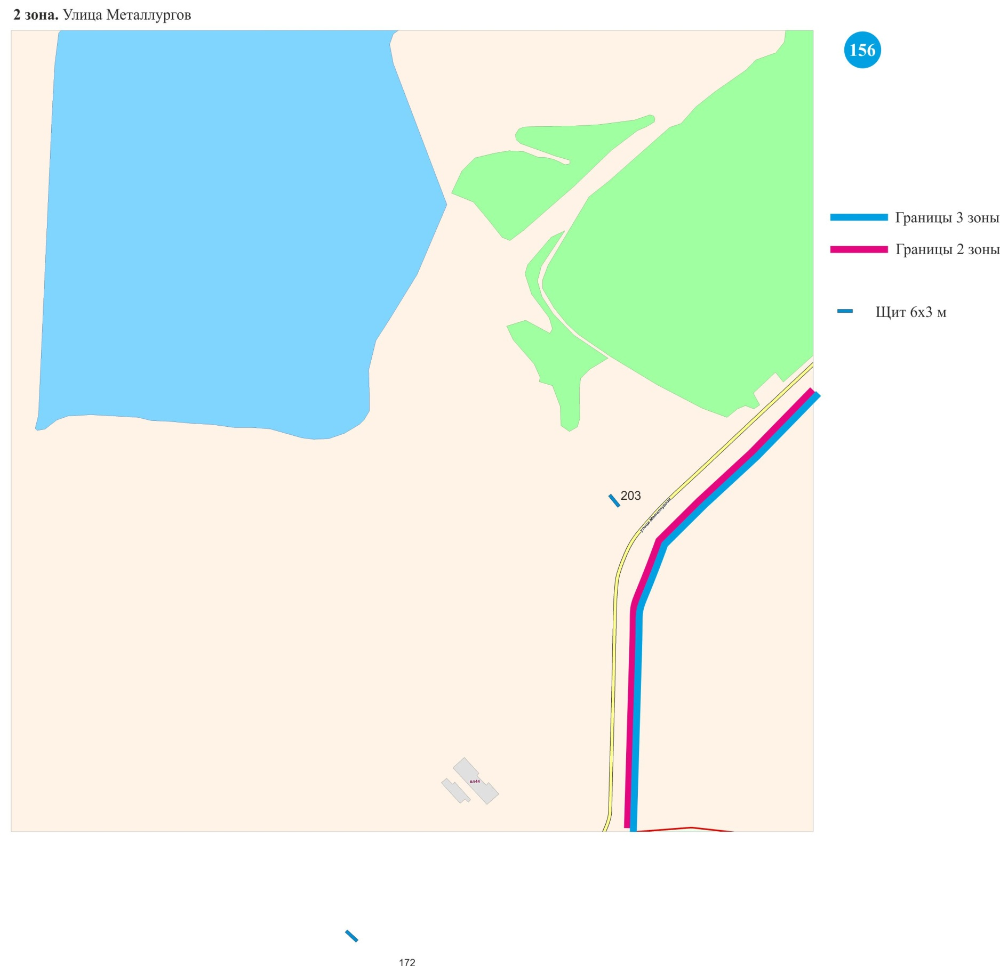 2 зона. Улица Металлургов
156
Границы 3 зоны
Границы 2 зоны
Щит 6х3 м
203
улица Металлургов
вл44
172